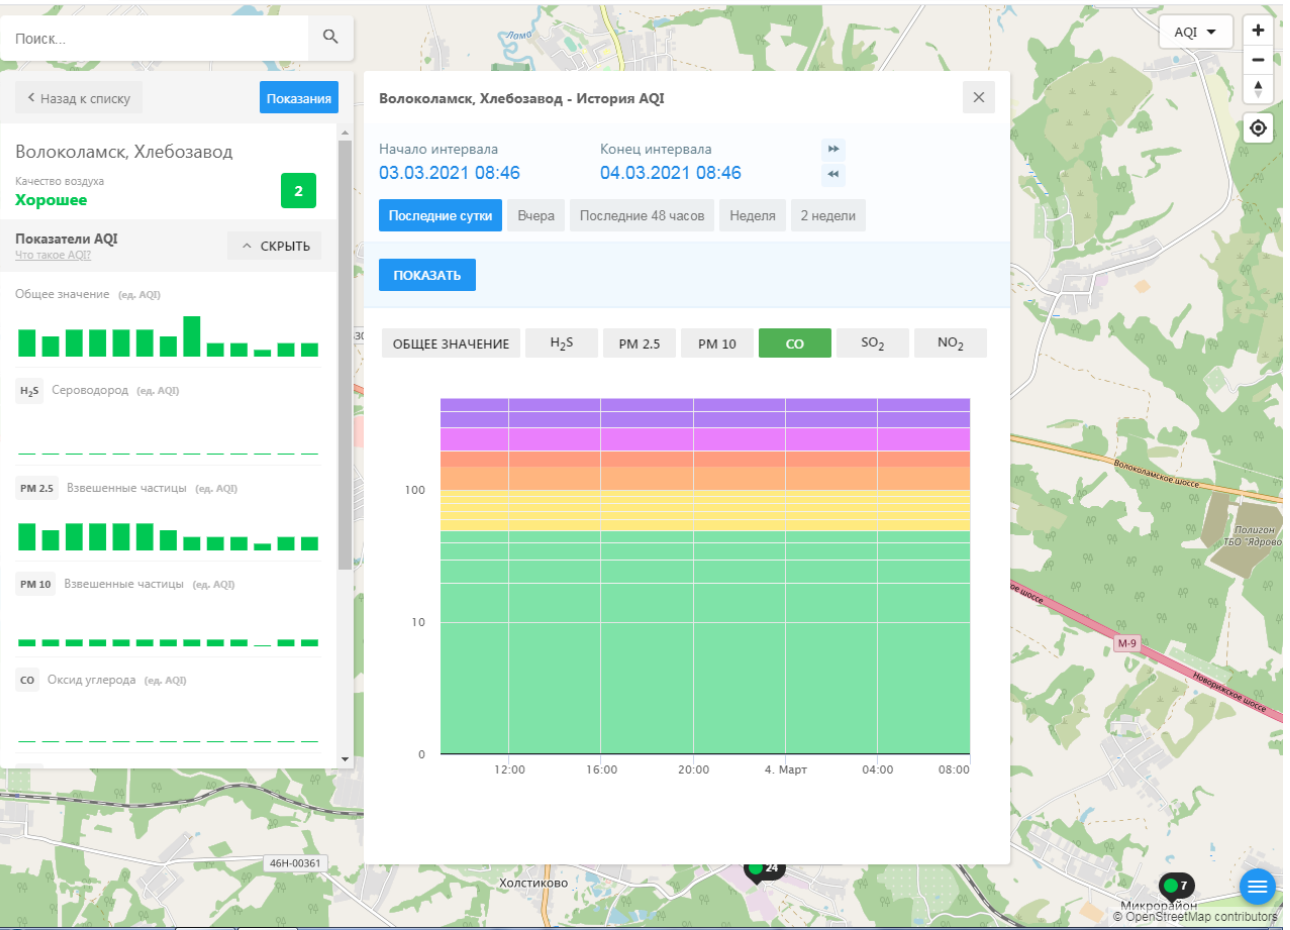 Поиск...
Лама
AQI
Назад к списку
Показания
Волоколамск, Хлебозавод
Качество воздуха
Хорошее
2
Показатели AQI
Что такое AQI?
СКРЫТЬ
Общее значение (ед. AQI)
H₂S Сероводород (ед. AQI)
PM 2.5 Взвешенные частицы (ед. AQI)
PM 10 Взвешенные частицы (ед. AQI)
CO Оксид углерода (ед. AQI)
Волоколамск, Хлебозавод - История AQI
Начало интервала
Конец интервала
03.03.2021 08:46
04.03.2021 08:46
Последние сутки
Вчера
Последние 48 часов
Неделя
2 недели
ПОКАЗАТЬ
ОБЩЕЕ ЗНАЧЕНИЕ
H₂S
PM 2.5
PM 10
CO
SO₂
NO₂
100
10
0
12:00
16:00
20:00
4. Март
04:00
08:00
Волоколамское шоссе
Полигон
ТБО "Ядрово
М-9
Новорижское шоссе
46Н-00361
24
Холстиково
7
Микрорайон
© OpenStreetMap contributors